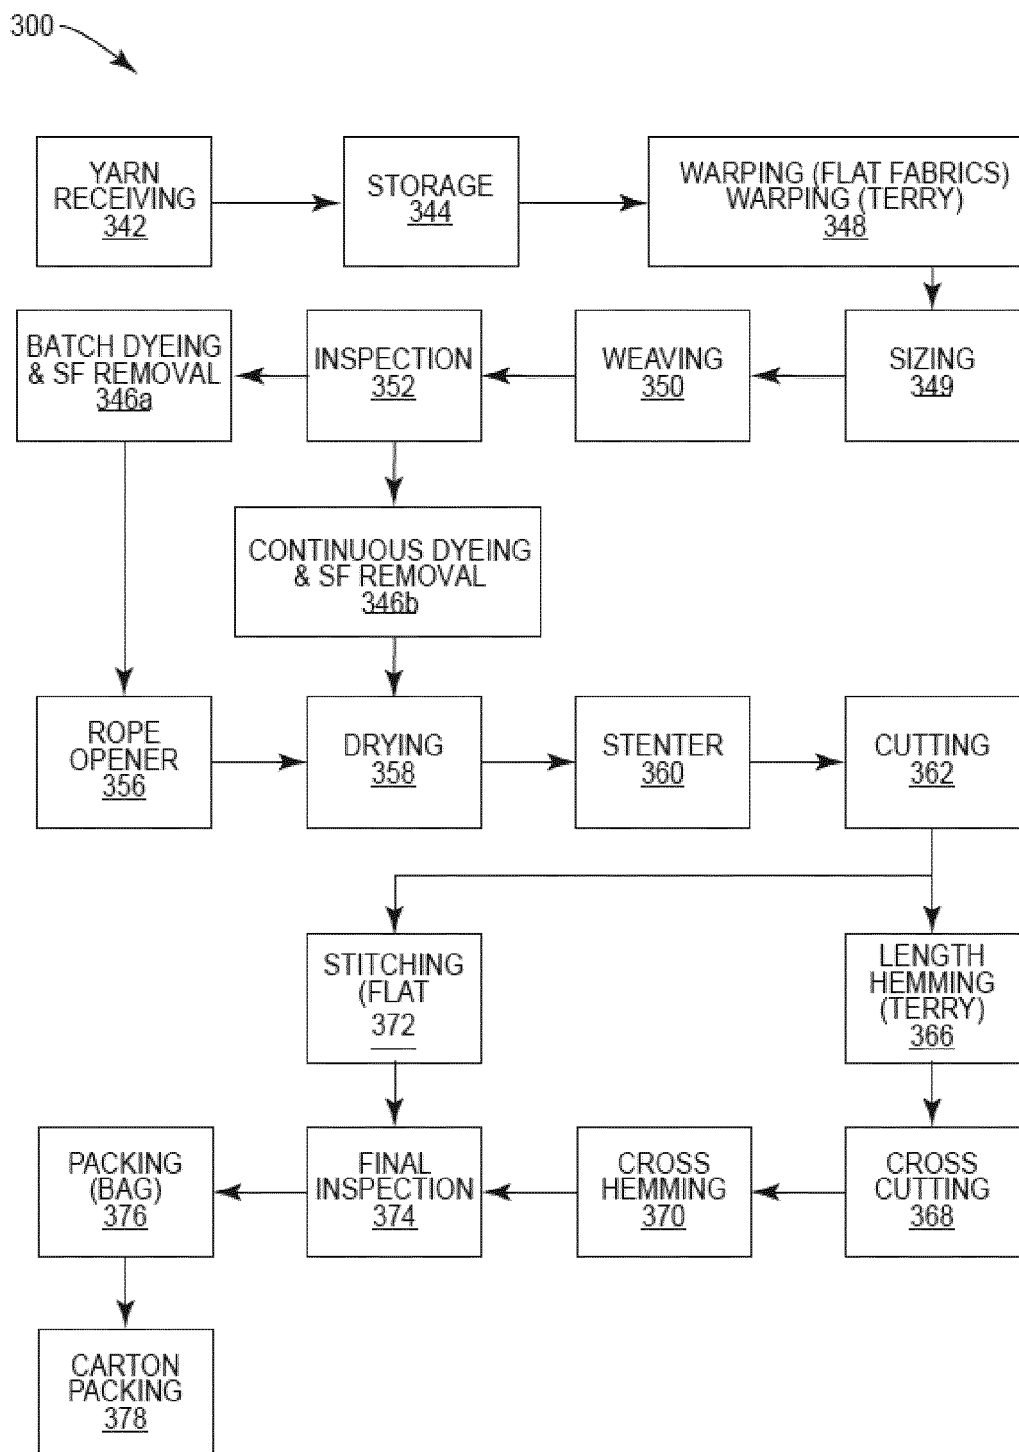 300
YARN
RECEIVING
342
STORAGE
344
WARPING (FLAT FABRICS)
WARPING (TERRY)
348
BATCH DYEING
& SF REMOVAL
346a
INSPECTION
352
WEAVING
350
SIZING
349
CONTINUOUS DYEING
& SF REMOVAL
346b
ROPE
OPENER
356
DRYING
358
STENTER
360
CUTTING
362
STITCHING
(FLAT
372
LENGTH
HEMMING
(TERRY)
366
PACKING
(BAG)
376
FINAL
INSPECTION
374
CROSS
HEMMING
370
CROSS
CUTTING
368
CARTON
PACKING
378